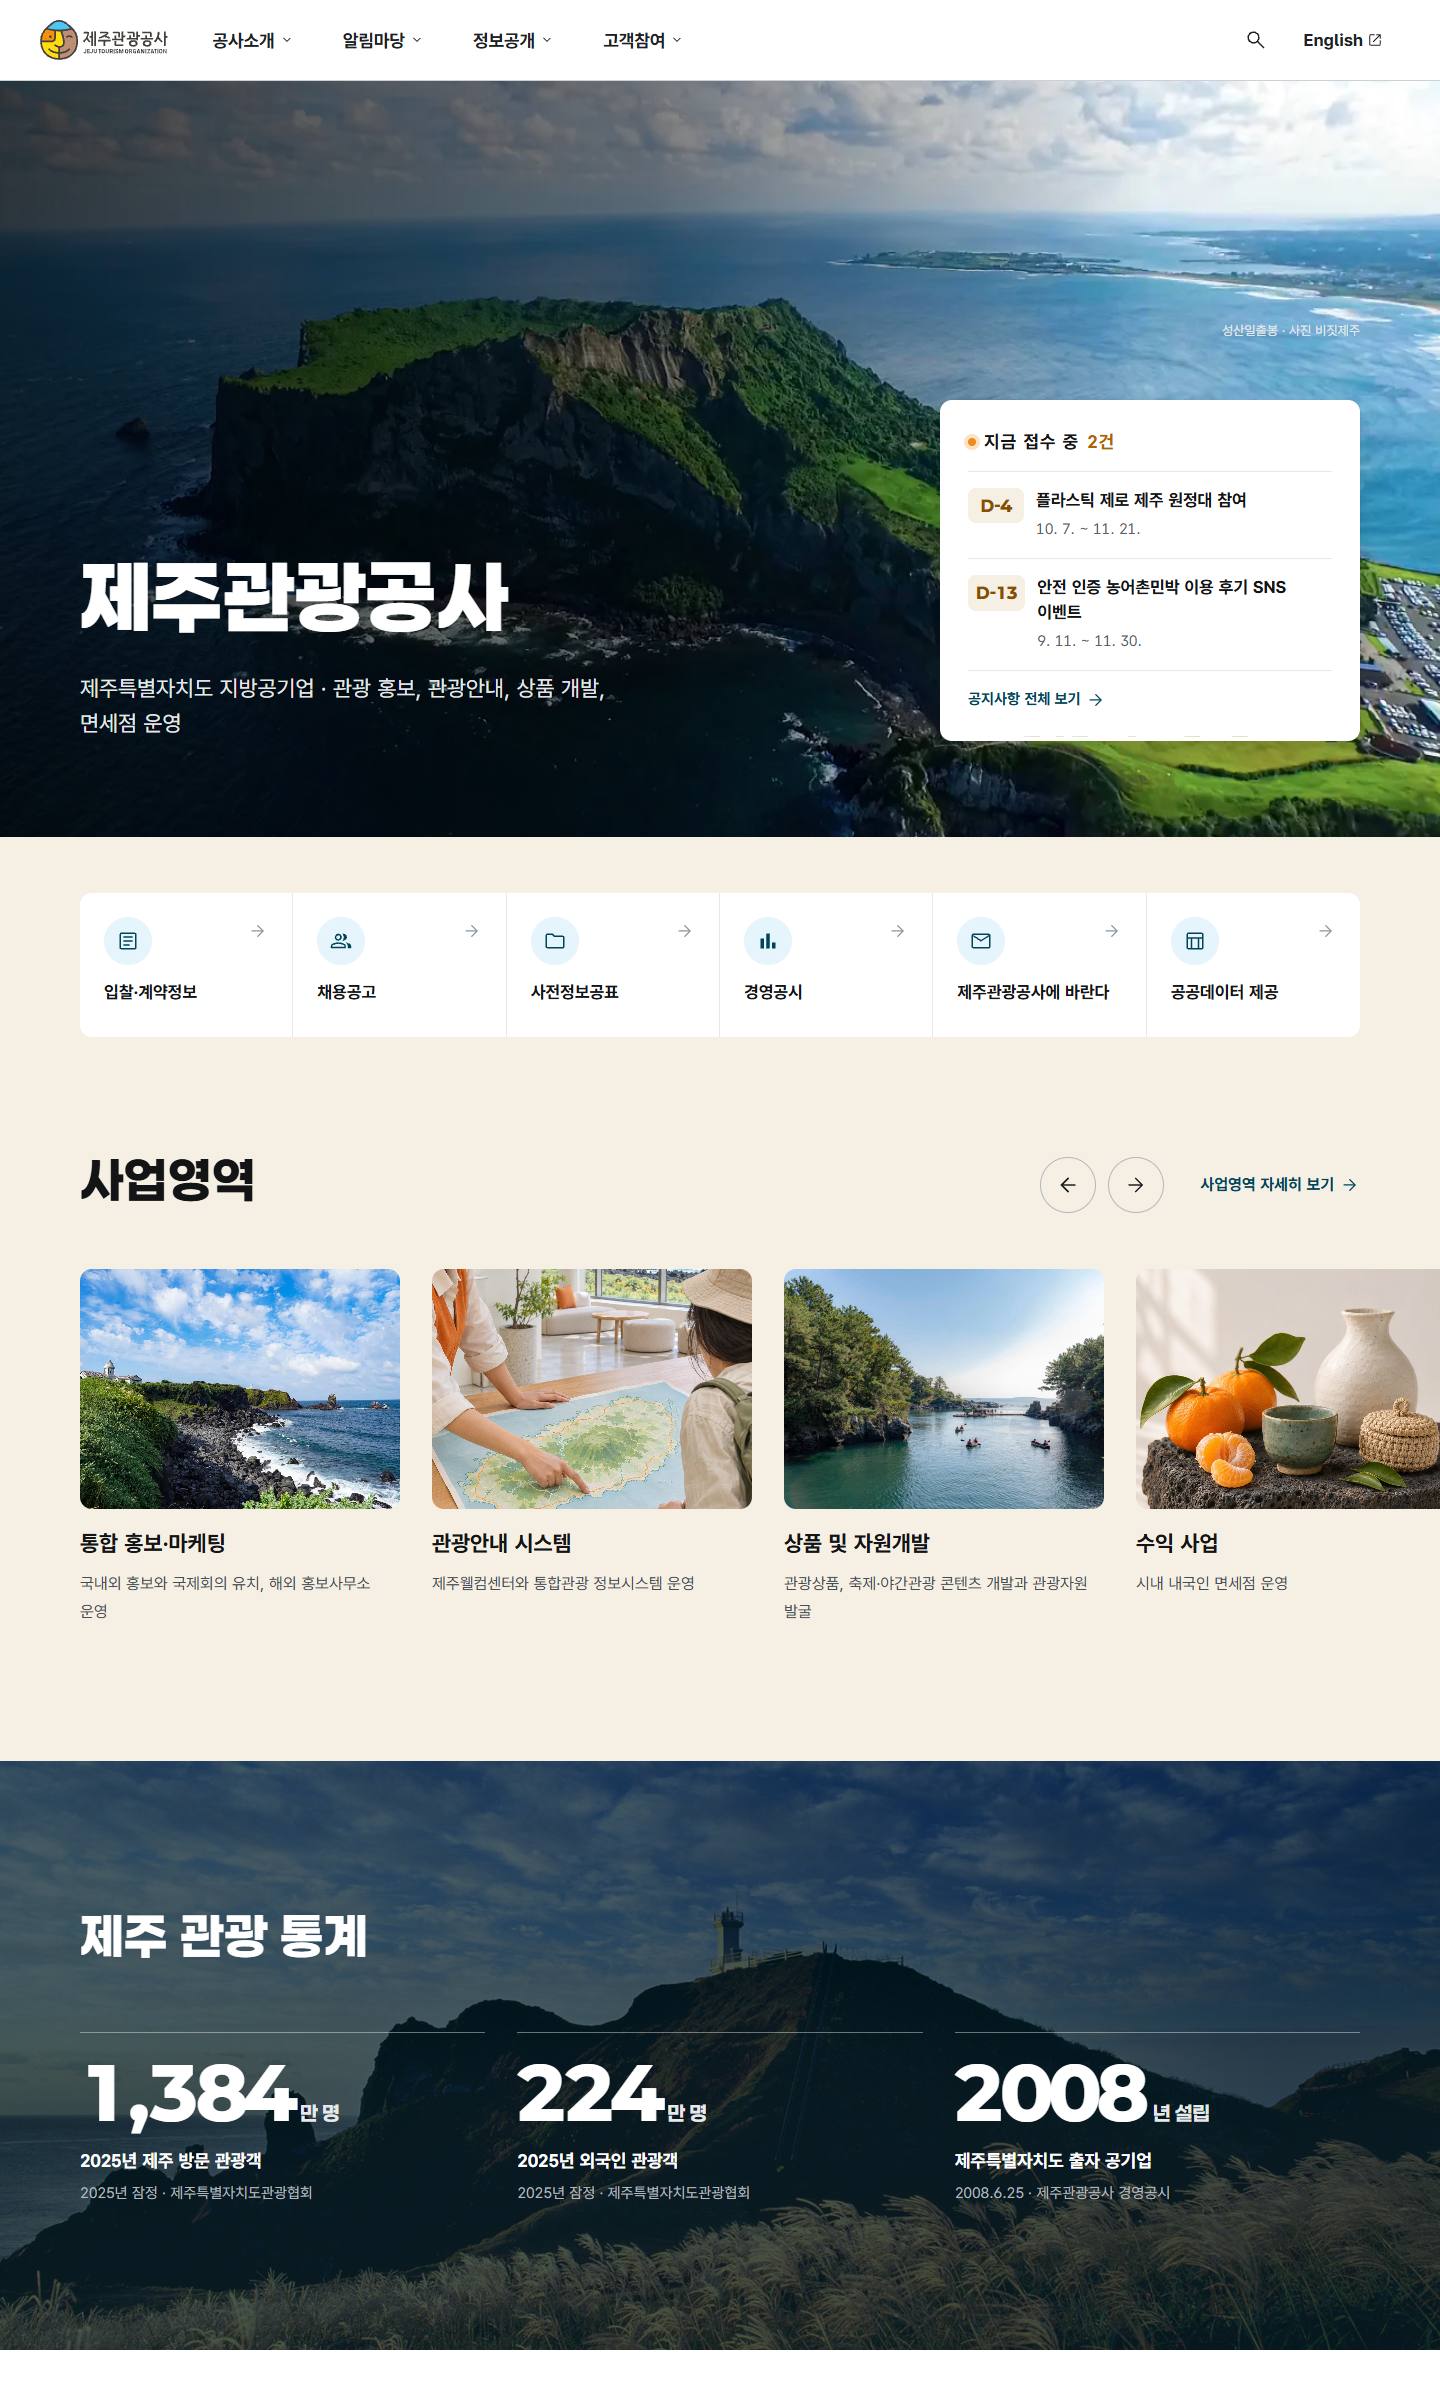 제주관광공사
JEJU TOURISM ORGANIZATION
공사소개
알림마당
정보공개
고객참여
English
성산일출봉 · 사진 비짓제주
지금 접수 중 2건
D-4
플라스틱 제로 제주 원정대 참여
10. 7. ~ 11. 21.
D-13
안전 인증 농어촌민박 이용 후기 SNS
이벤트
9. 11. ~ 11. 30.
공지사항 전체 보기
제주관광공사
제주특별자치도 지방공기업 · 관광 홍보, 관광안내, 상품 개발,
면세점 운영
입찰·계약정보
채용공고
사전정보공표
경영공시
제주관광공사에 바란다
공공데이터 제공
사업영역
사업영역 자세히 보기
통합 홍보·마케팅
국내외 홍보와 국제회의 유치, 해외 홍보사무소
운영
관광안내 시스템
제주웰컴센터와 통합관광 정보시스템 운영
상품 및 자원개발
관광상품, 축제·야간관광 콘텐츠 개발과 관광자원
발굴
수익 사업
시내 내국인 면세점 운영
제주 관광 통계
1,384만 명
2025년 제주 방문 관광객
2025년 잠정 · 제주특별자치도관광협회
224만 명
2025년 외국인 관광객
2025년 잠정 · 제주특별자치도관광협회
2008년 설립
제주특별자치도 출자 공기업
2008.6.25 · 제주관광공사 경영공시